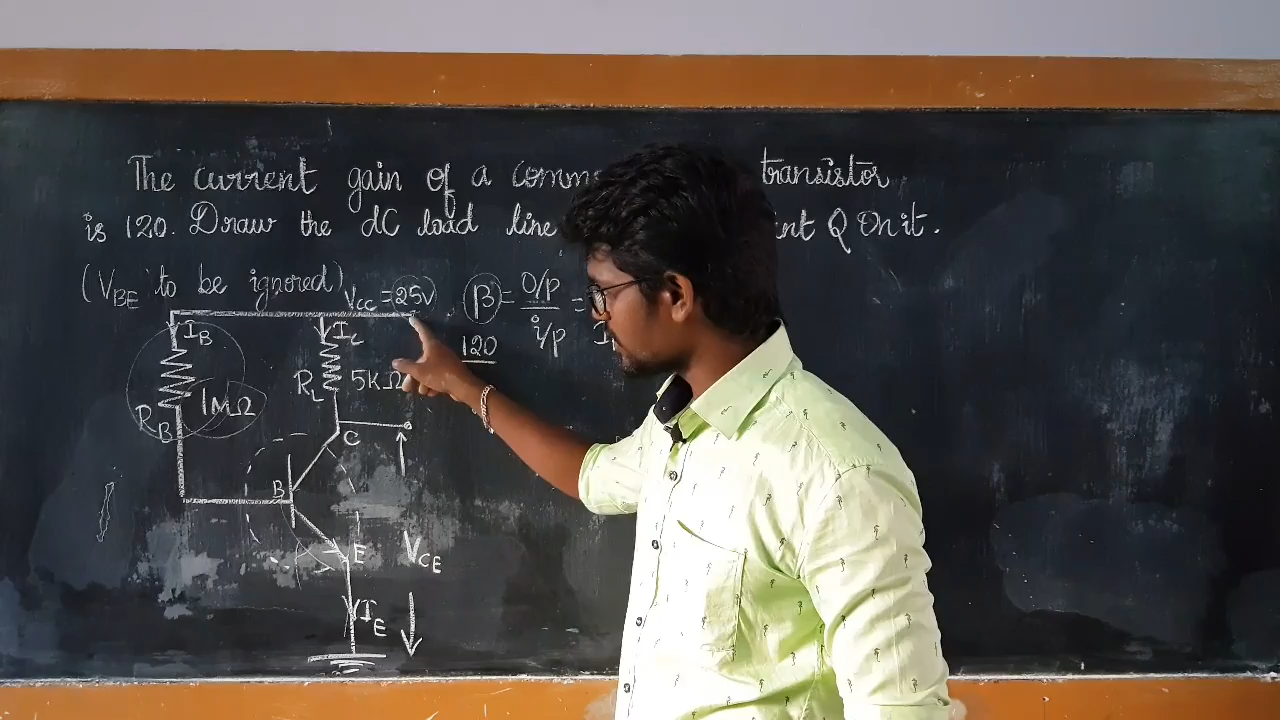 The current gain of a comm transistor
is 120. Draw the dC load line Q on it.
(VBE to be ignored)
VCC = 25V
β = O/p =
i/p
120
IB
IC
RL 5KΩ
RB 1MΩ
C
B
E
VCE
IE